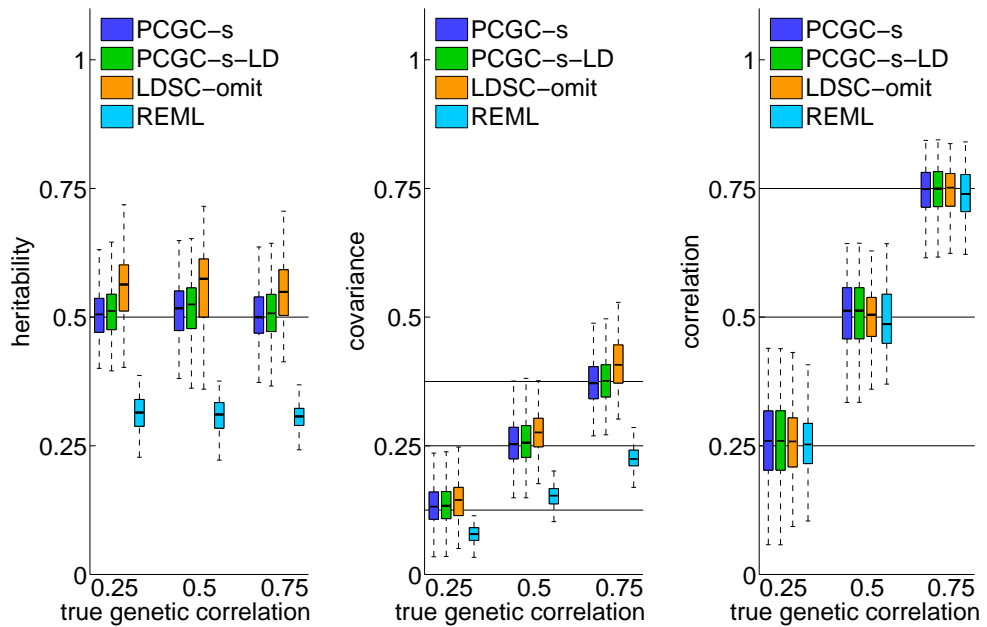 PCGC-s
PCGC-s-LD
LDSC-omit
REML
1
0.75
0.5
0.25
0
heritability
0.25 0.5 0.75
true genetic correlation
PCGC-s
PCGC-s-LD
LDSC-omit
REML
1
0.75
0.5
0.25
0
covariance
0.25 0.5 0.75
true genetic correlation
PCGC-s
PCGC-s-LD
LDSC-omit
REML
1
0.75
0.5
0.25
0
correlation
0.25 0.5 0.75
true genetic correlation